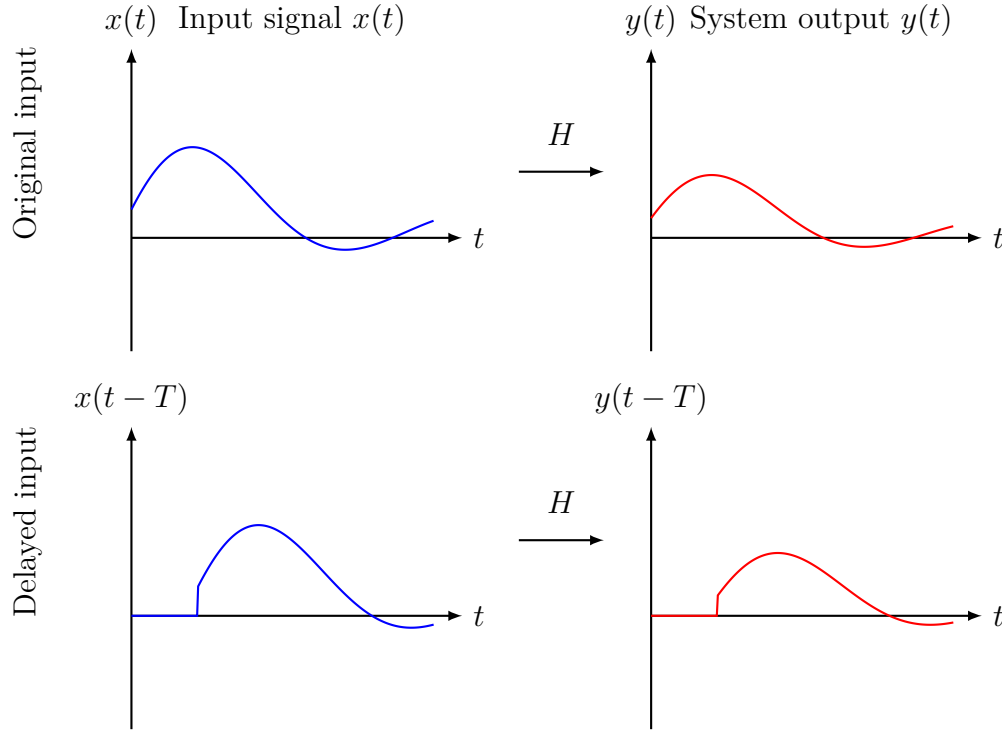 x(t) Input signal x(t)
y(t) System output y(t)
Original input
H
t
t
x(t − T)
y(t − T)
Delayed input
H
t
t